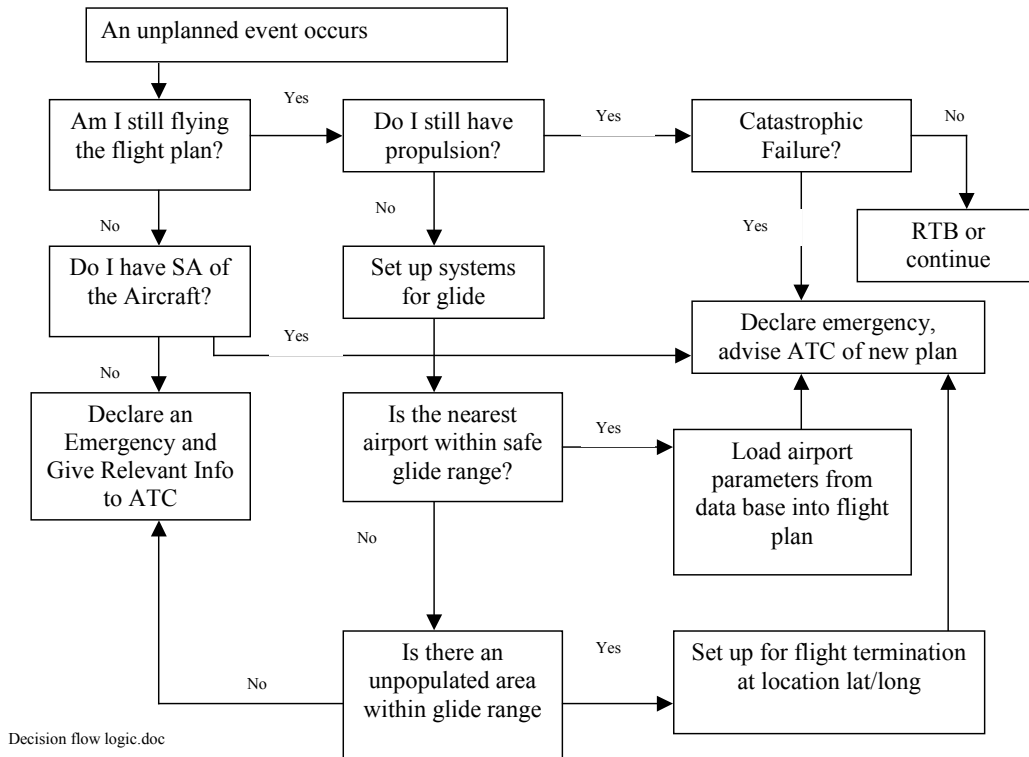 An unplanned event occurs
Yes
Yes
No
Am I still flying
the flight plan?
Do I still have
propulsion?
Catastrophic
Failure?
No
No
Yes
RTB or
continue
Do I have SA of
the Aircraft?
Set up systems
for glide
Declare emergency,
advise ATC of new plan
Yes
No
Declare an
Emergency and
Give Relevant Info
to ATC
Is the nearest
airport within safe
glide range?
Yes
Load airport
parameters from
data base into flight
plan
No
Is there an
unpopulated area
within glide range
Yes
No
Set up for flight termination
at location lat/long
Decision flow logic.doc